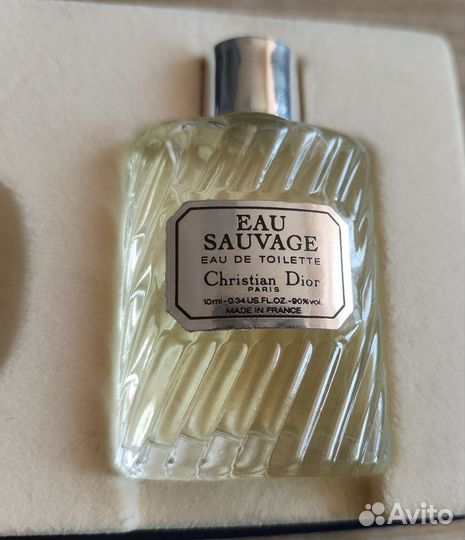 EAU
SAUVAGE
EAU DE TOILETTE
Christian Dior
PARIS
10ml-0.34 US.FL.OZ.-90%vol.
MADE IN FRANCE
Avito